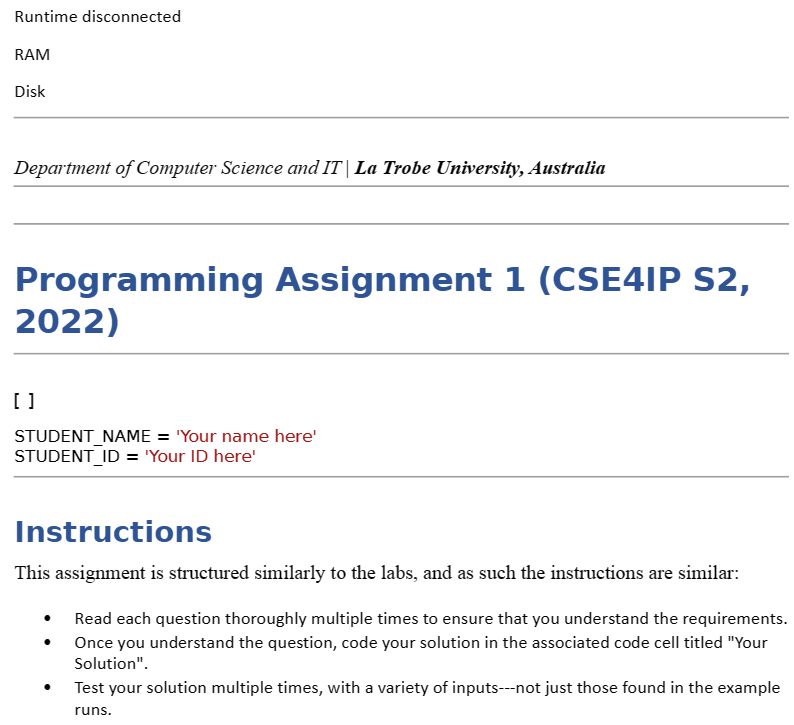 Runtime disconnected
RAM
Disk
Department of Computer Science and IT | La Trobe University, Australia
Programming Assignment 1 (CSE4IP S2,
2022)
[ ]
STUDENT_NAME = 'Your name here'
STUDENT_ID = 'Your ID here'
Instructions
This assignment is structured similarly to the labs, and as such the instructions are similar:
• Read each question thoroughly multiple times to ensure that you understand the requirements.
• Once you understand the question, code your solution in the associated code cell titled "Your
Solution".
• Test your solution multiple times, with a variety of inputs---not just those found in the example
runs.